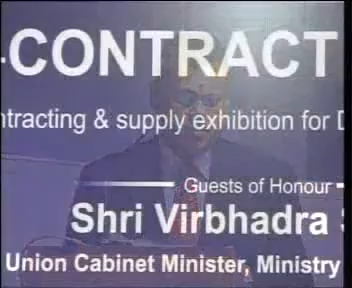 -CONTRACT
ntracting & supply exhibition for D
Guests of Honour
Shri Virbhadra
Union Cabinet Minister, Ministry